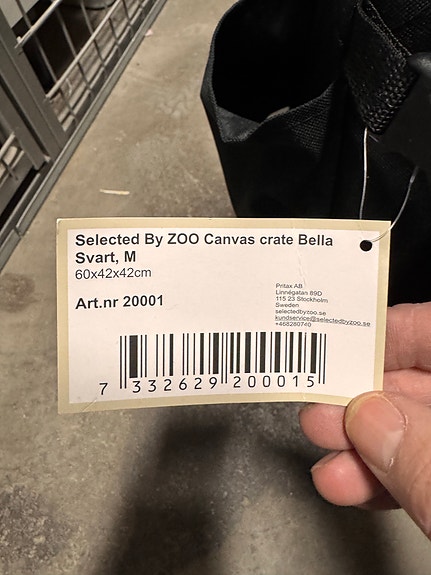 Selected By ZOO Canvas crate Bella
Svart, M
60x42x42cm
Art.nr 20001
Pritax AB
Linnégatan 89D
115 23 Stockholm
Sweden
selectedbyzoo.se
kundservice@selectedbyzoo.se
+468280740
7 332629 200015